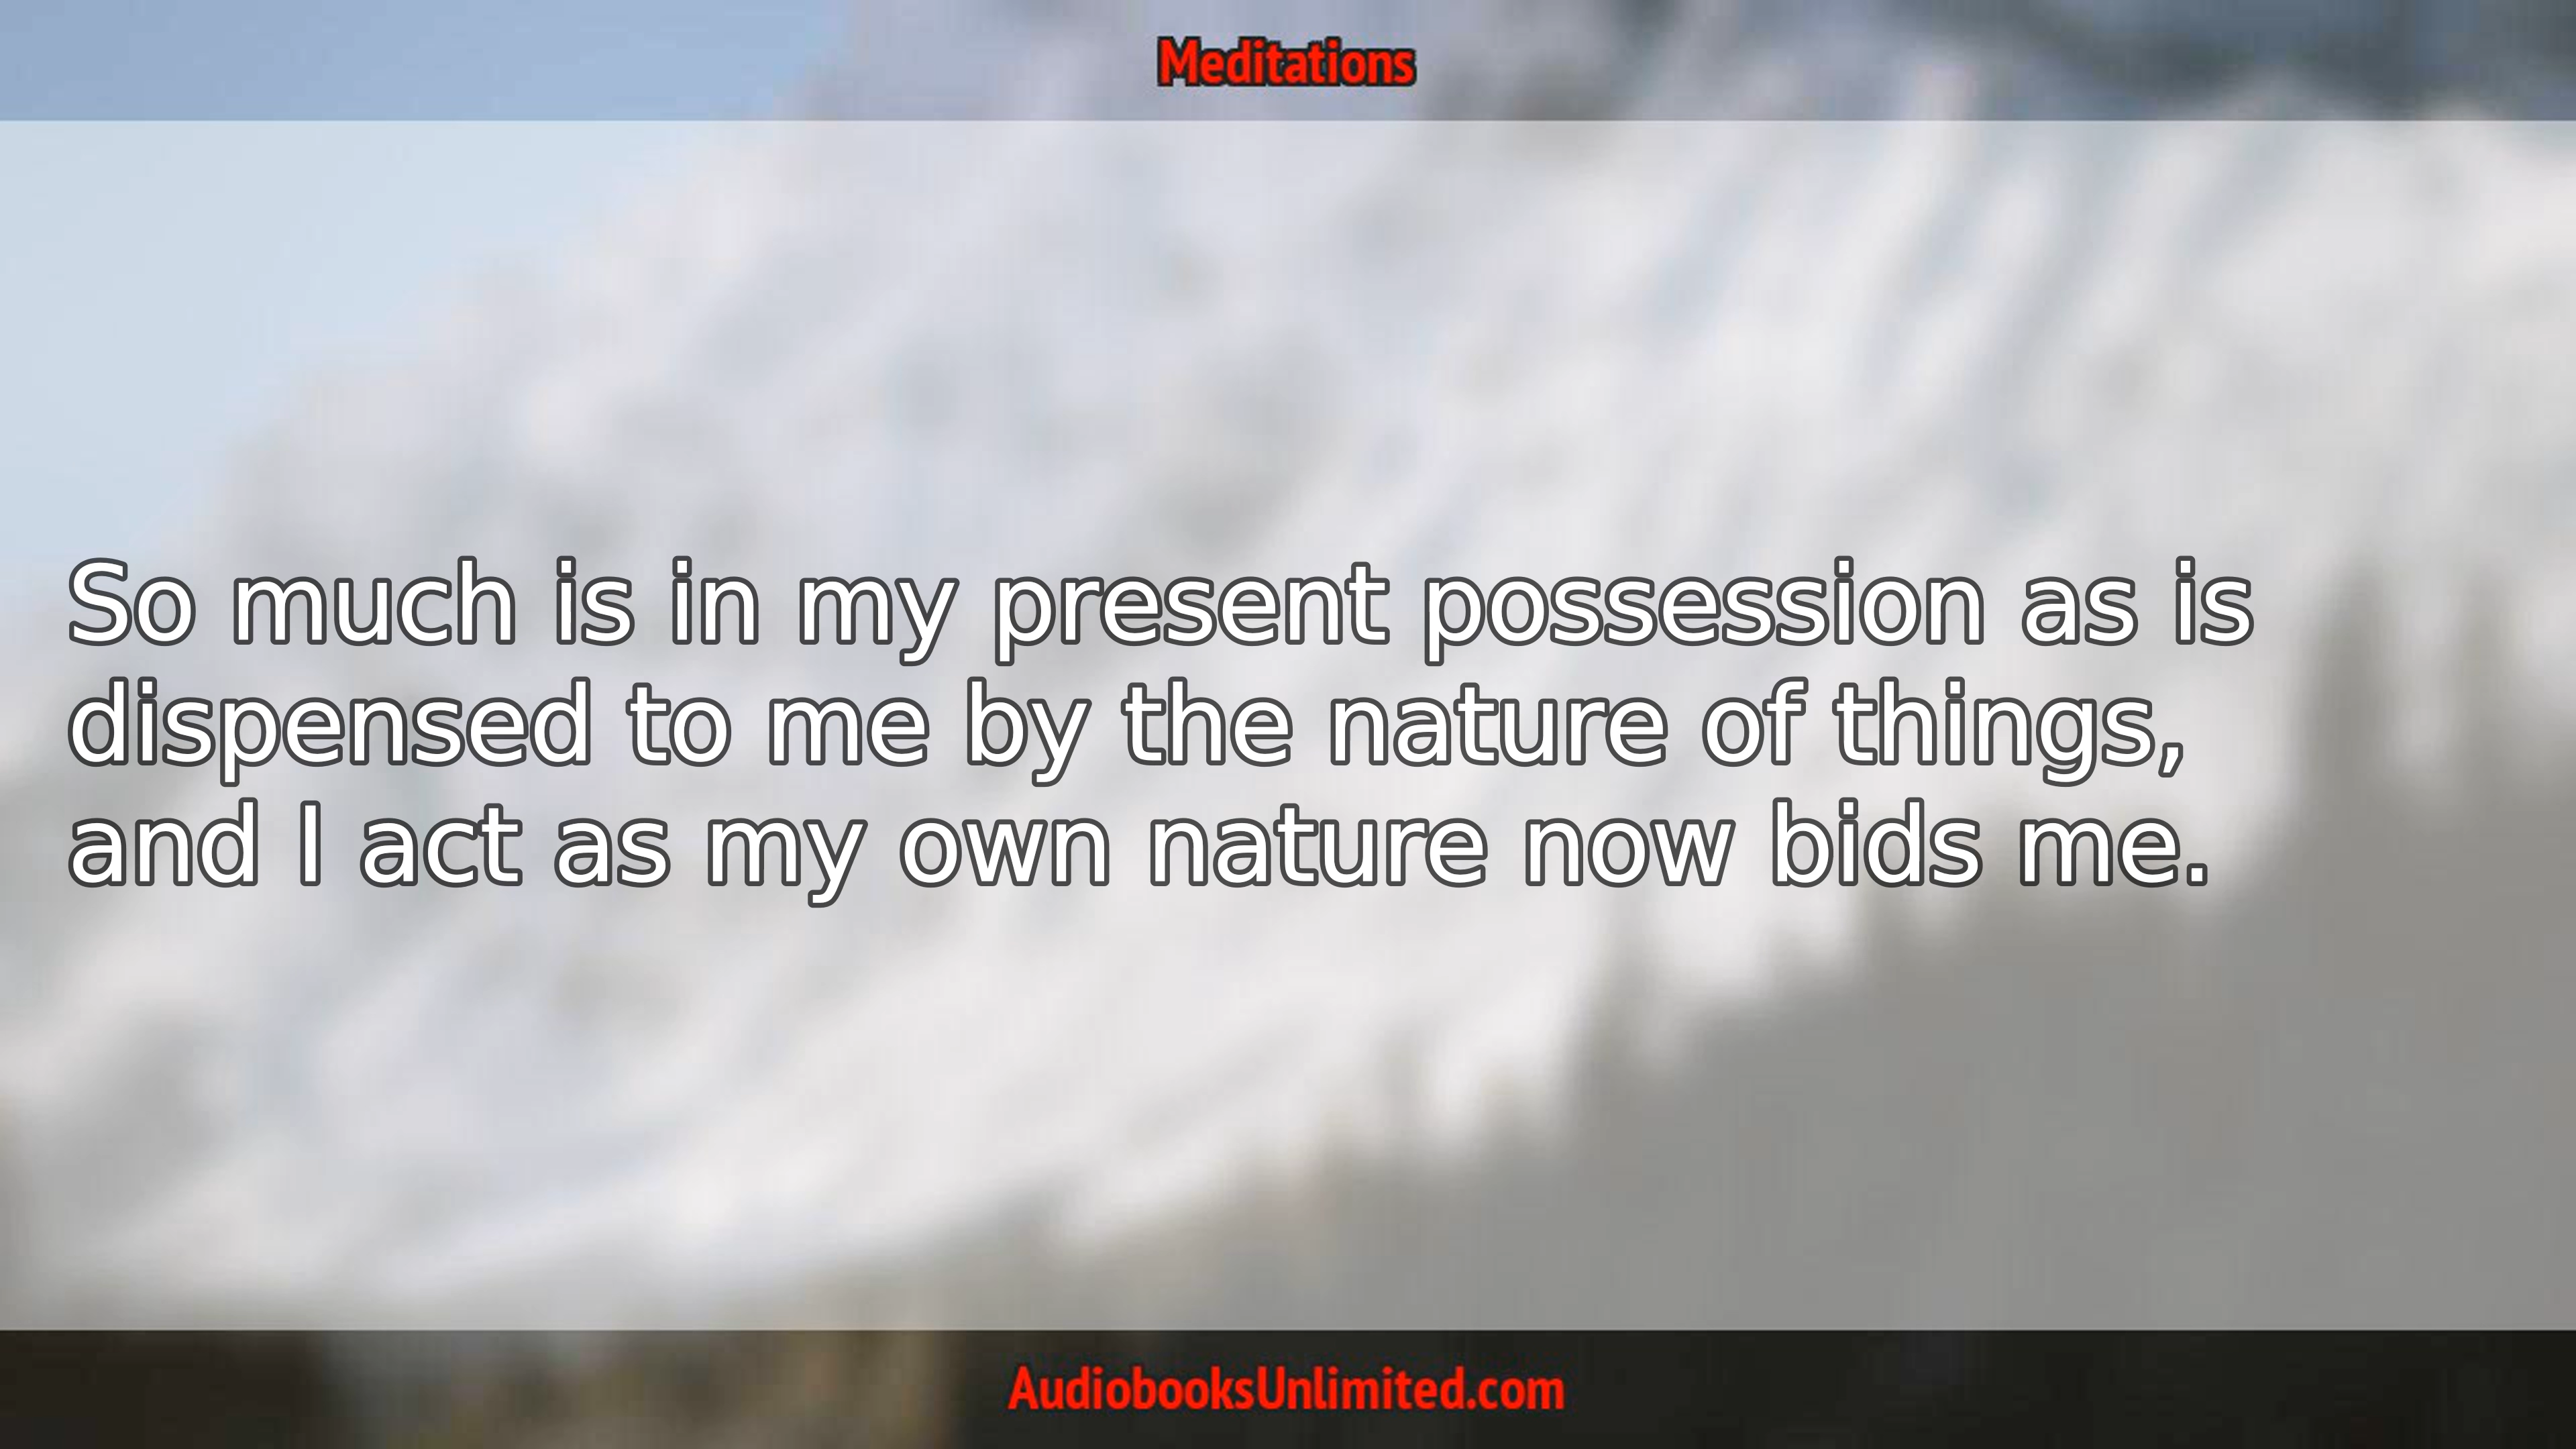 Meditations
So much is in my present possession as is
dispensed to me by the nature of things,
and I act as my own nature now bids me.
AudiobooksUnlimited.com